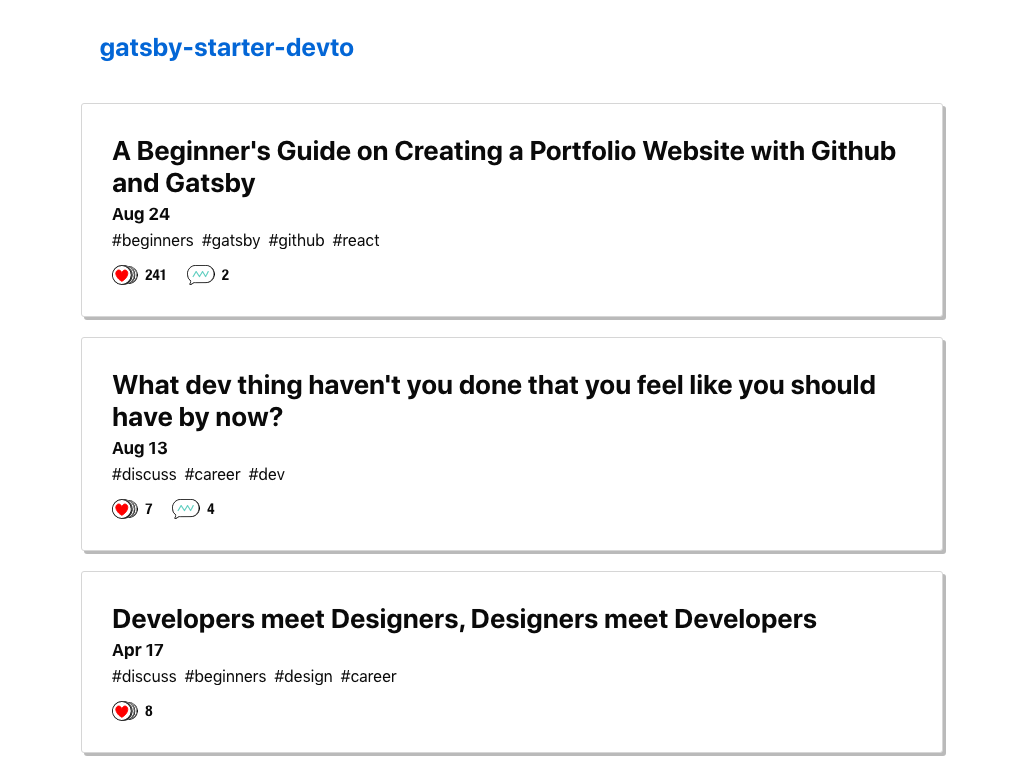 gatsby-starter-devto
A Beginner's Guide on Creating a Portfolio Website with Github
and Gatsby
Aug 24
#beginners #gatsby #github #react
241 2
What dev thing haven't you done that you feel like you should
have by now?
Aug 13
#discuss #career #dev
7 4
Developers meet Designers, Designers meet Developers
Apr 17
#discuss #beginners #design #career
8